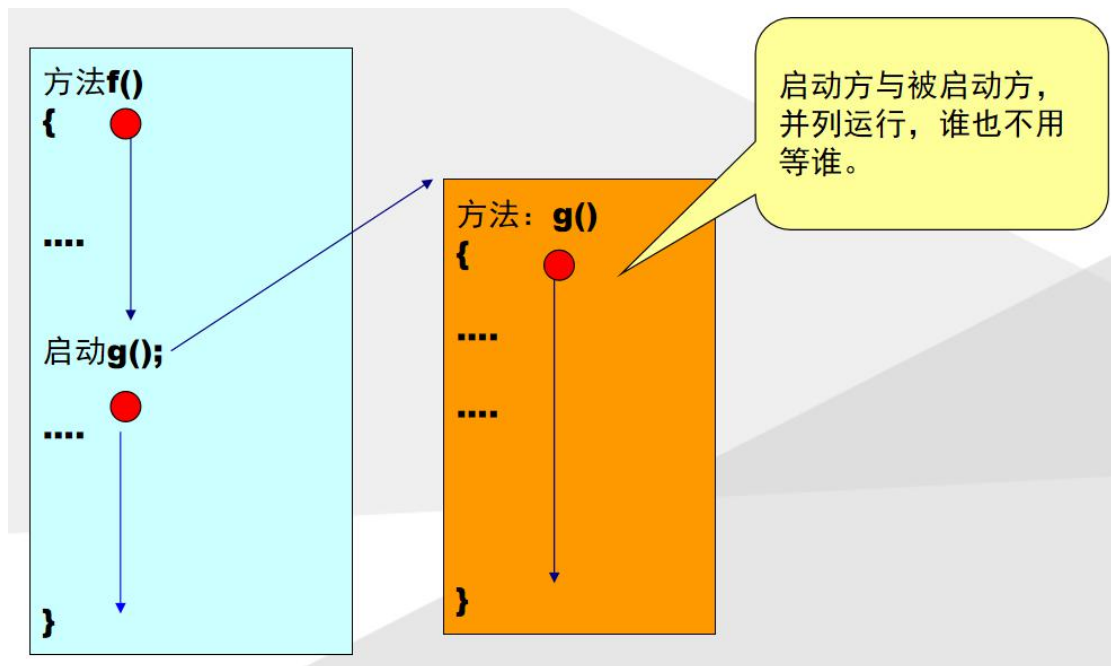 方法f()
{
....
启动g();
....
}
方法：g()
{
....
....
}
启动方与被启动方，
并列运行，谁也不用
等谁。